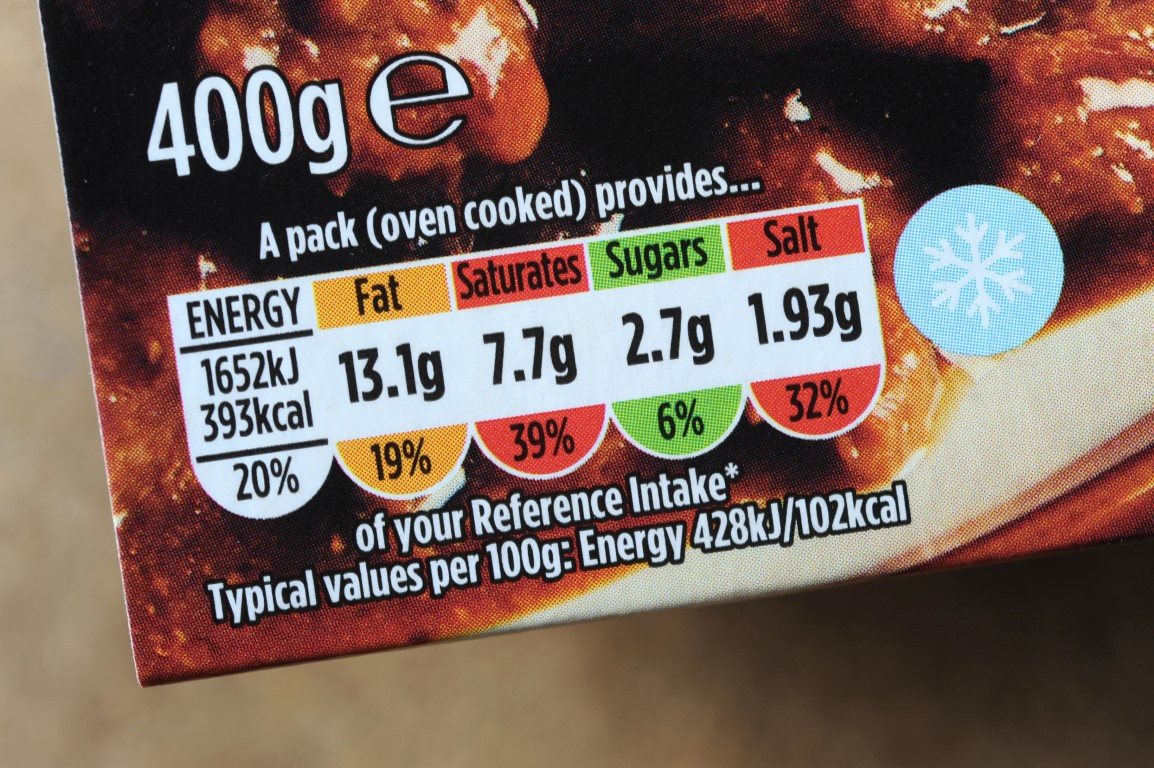 400g e
A pack (oven cooked) provides...
ENERGY Fat Saturates Sugars Salt
1652kJ
393kcal 13.1g 7.7g 2.7g 1.93g
20% 19% 39% 6% 32%
of your Reference Intake*
Typical values per 100g: Energy 428kJ/102kcal